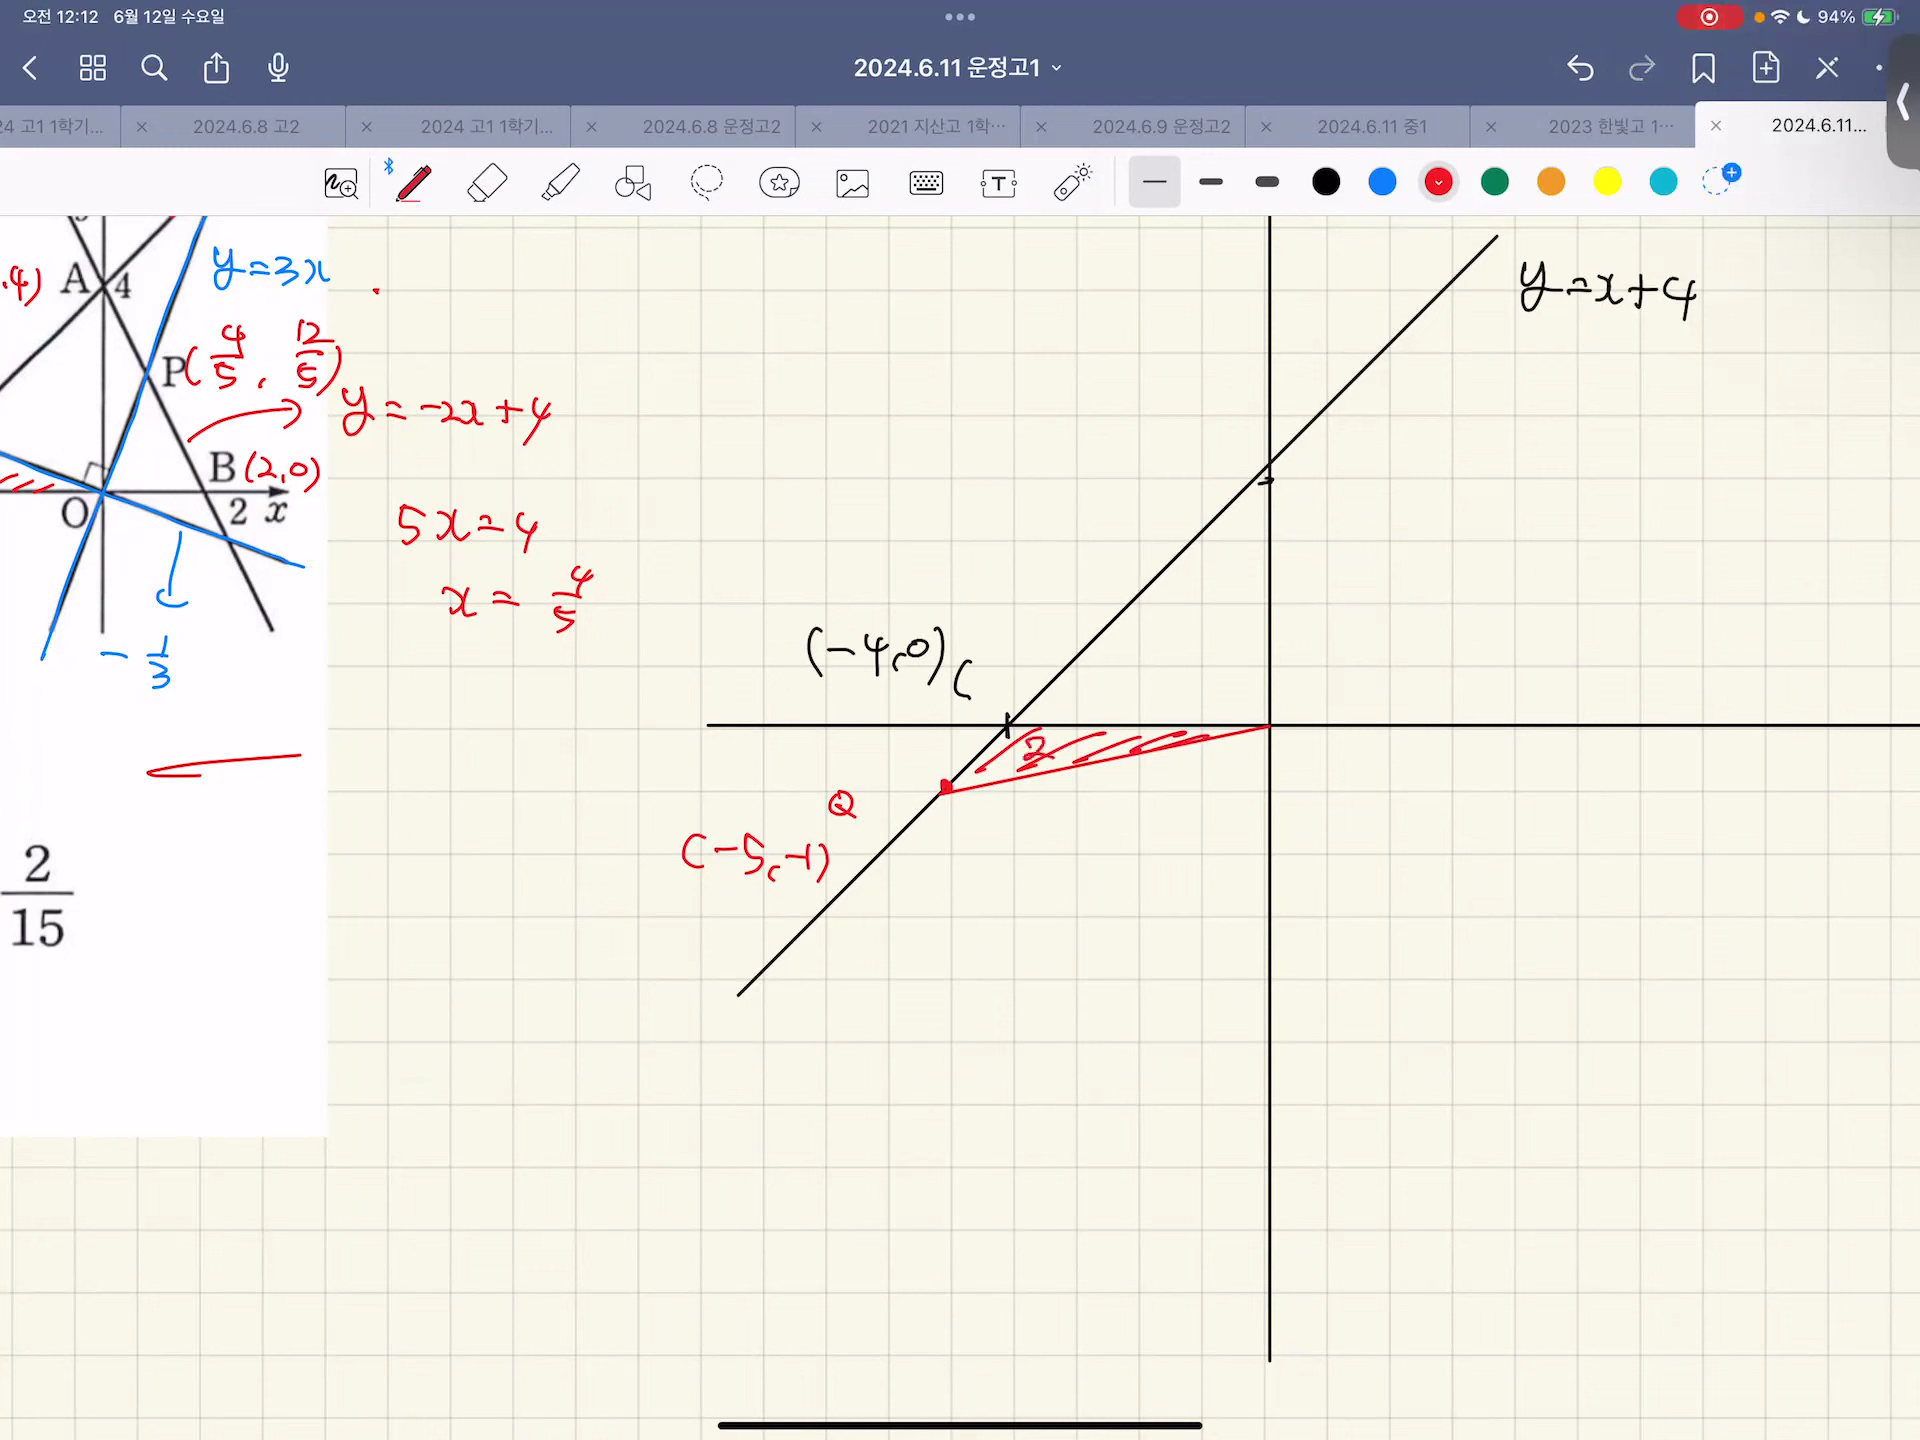 오전 12:12 6월 12일 수요일
94%
2024.6.11 운정고1
24 고1 1학기...
2024.6.8 고2
2024 고1 1학기...
2024.6.8 운정고2
2021 지산고 1학...
2024.6.9 운정고2
2024.6.11 중1
2023 한빛고 1...
2024.6.11...
y=3x
.4) A 4
P(4/5, 12/5)
y=-2x+4
B (2,0)
O 2 x
5x=4
x = 4/5
-1/3
2/15
y=x+4
(-4,0) C
2
Q
(-5,-1)